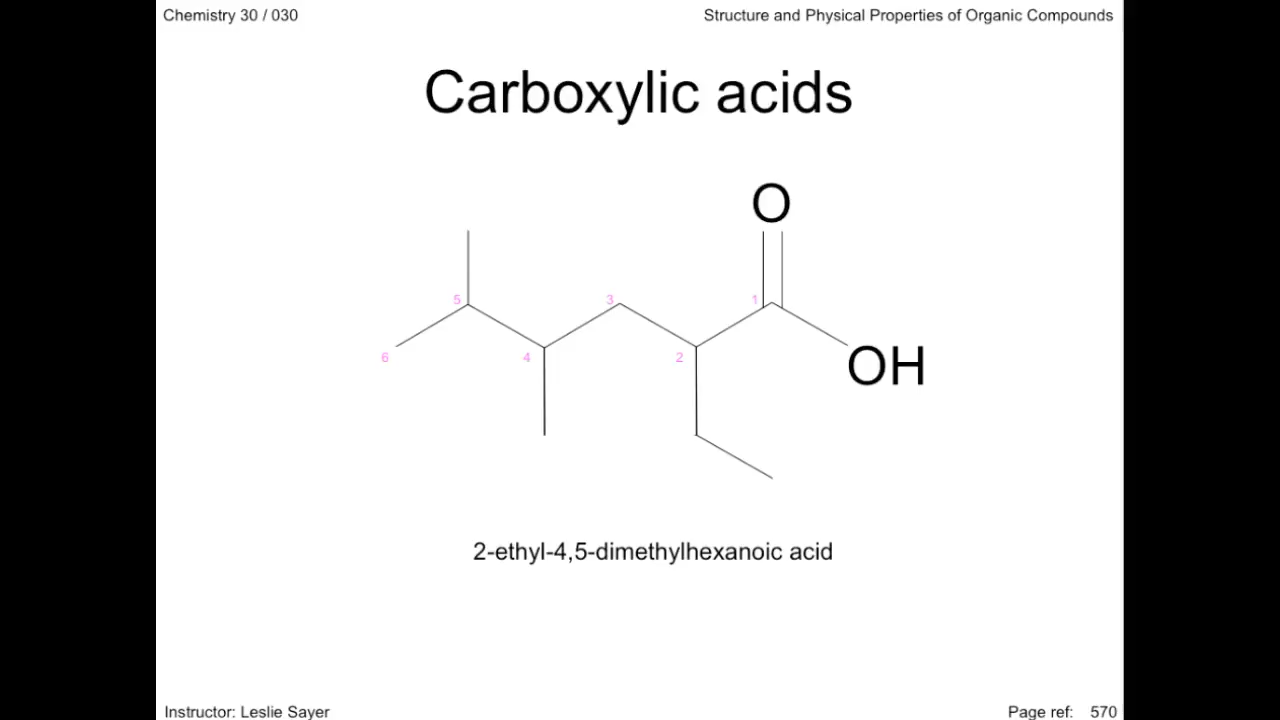 Chemistry 30 / 030
Structure and Physical Properties of Organic Compounds
Carboxylic acids
O
5
3
1
6
4
2
OH
2-ethyl-4,5-dimethylhexanoic acid
Instructor: Leslie Sayer
Page ref: 570